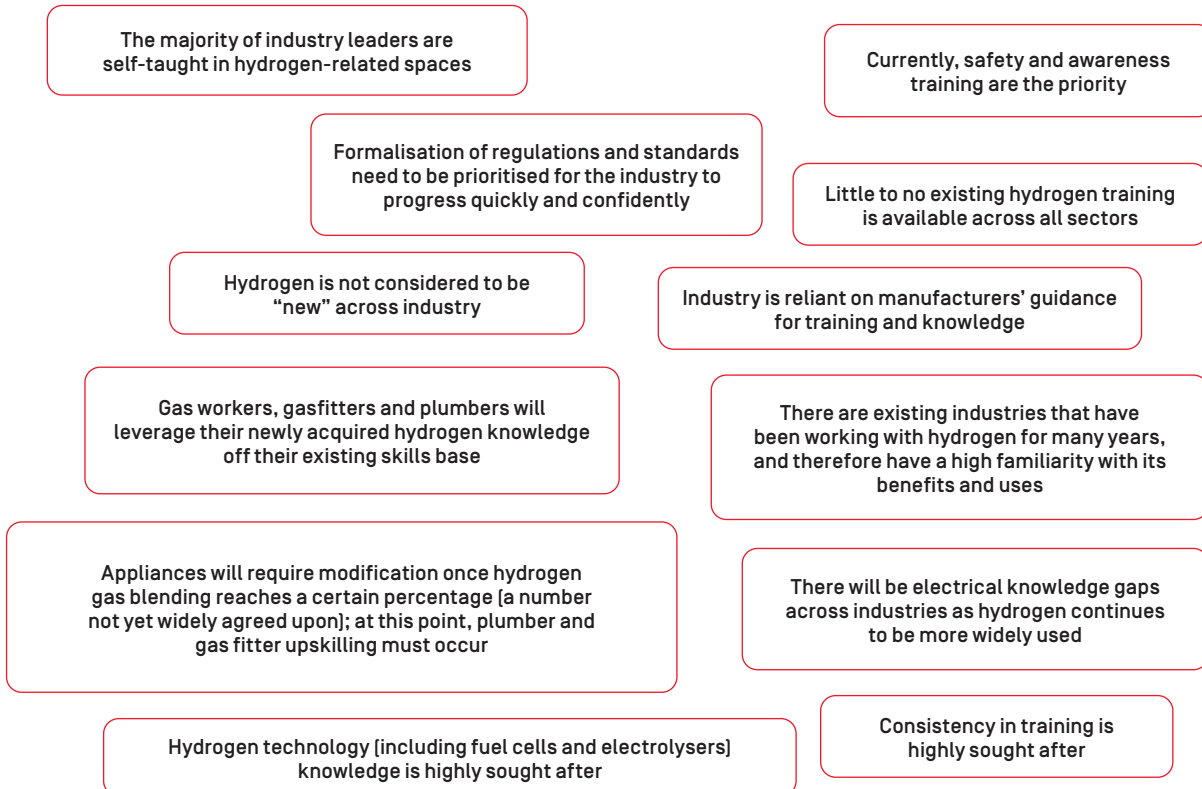 The majority of industry leaders are
self-taught in hydrogen-related spaces
Currently, safety and awareness
training are the priority
Formalisation of regulations and standards
need to be prioritised for the industry to
progress quickly and confidently
Little to no existing hydrogen training
is available across all sectors
Hydrogen is not considered to be
“new” across industry
Industry is reliant on manufacturers’ guidance
for training and knowledge
Gas workers, gasfitters and plumbers will
leverage their newly acquired hydrogen knowledge
off their existing skills base
There are existing industries that have
been working with hydrogen for many years,
and therefore have a high familiarity with its
benefits and uses
Appliances will require modification once hydrogen
gas blending reaches a certain percentage (a number
not yet widely agreed upon); at this point, plumber and
gas fitter upskilling must occur
There will be electrical knowledge gaps
across industries as hydrogen continues
to be more widely used
Hydrogen technology (including fuel cells and electrolysers)
knowledge is highly sought after
Consistency in training is
highly sought after